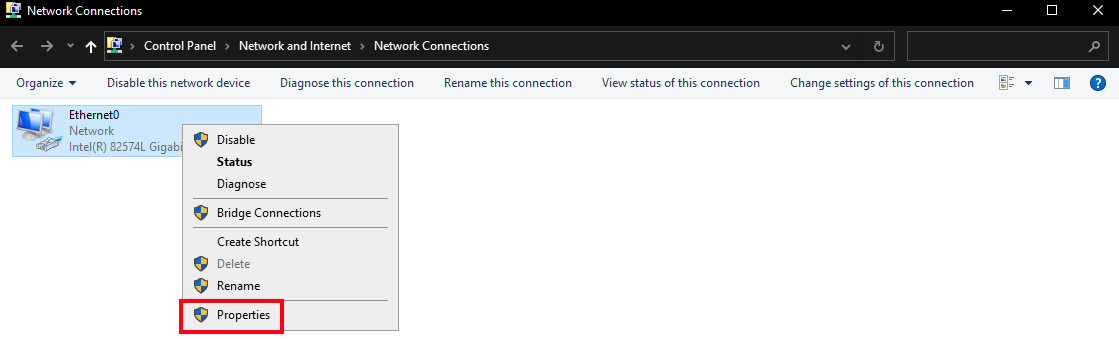 Network Connections
Control Panel > Network and Internet > Network Connections
Organize Disable this network device Diagnose this connection Rename this connection View status of this connection Change settings of this connection
Ethernet0
Network
Intel(R) 82574L Gigabi
Disable
Status
Diagnose
Bridge Connections
Create Shortcut
Delete
Rename
Properties